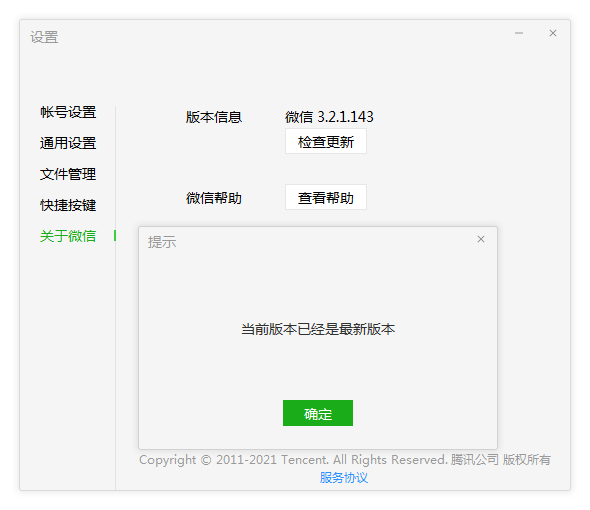 设置
帐号设置
通用设置
文件管理
快捷按键
关于微信
版本信息
微信 3.2.1.143
检查更新
微信帮助
查看帮助
提示
当前版本已经是最新版本
确定
Copyright © 2011-2021 Tencent. All Rights Reserved. 腾讯公司 版权所有
服务协议